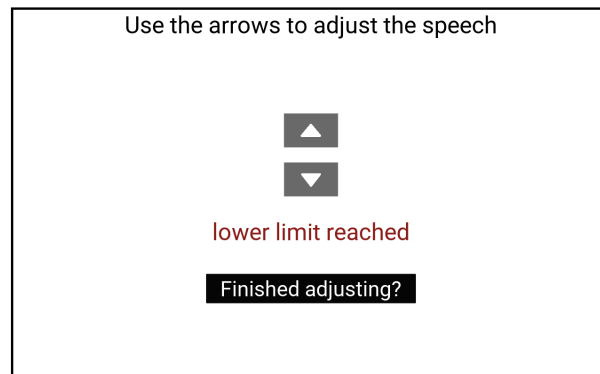 Use the arrows to adjust the speech
lower limit reached
Finished adjusting?